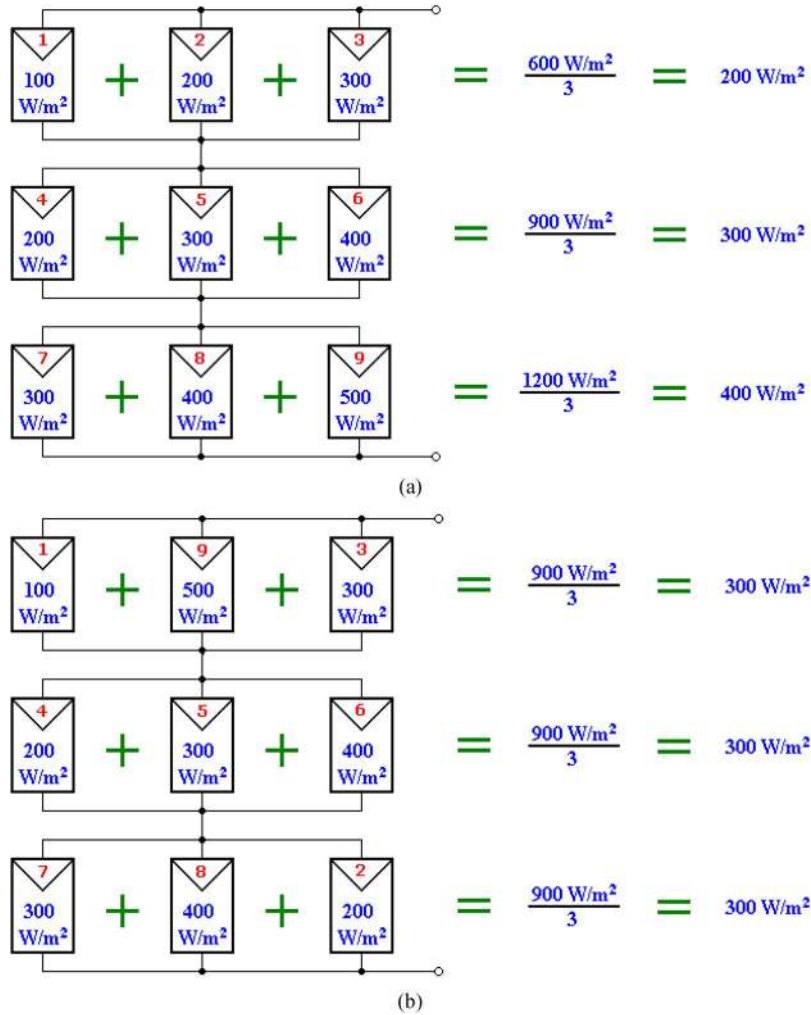 1 2 3
100 + 200 + 300 = 600 W/m² / 3 = 200 W/m²
W/m² W/m² W/m²
4 5 6
200 + 300 + 400 = 900 W/m² / 3 = 300 W/m²
W/m² W/m² W/m²
7 8 9
300 + 400 + 500 = 1200 W/m² / 3 = 400 W/m²
W/m² W/m² W/m²
(a)
1 9 3
100 + 500 + 300 = 900 W/m² / 3 = 300 W/m²
W/m² W/m² W/m²
4 5 6
200 + 300 + 400 = 900 W/m² / 3 = 300 W/m²
W/m² W/m² W/m²
7 8 2
300 + 400 + 200 = 900 W/m² / 3 = 300 W/m²
W/m² W/m² W/m²
(b)